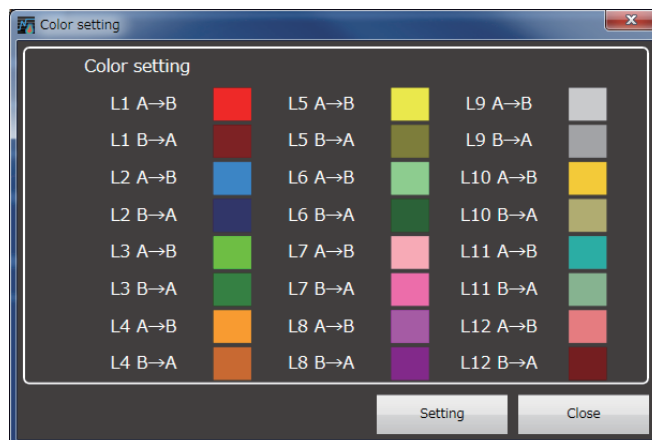 Color setting
x
Color setting
L1 A→B L5 A→B L9 A→B
L1 B→A L5 B→A L9 B→A
L2 A→B L6 A→B L10 A→B
L2 B→A L6 B→A L10 B→A
L3 A→B L7 A→B L11 A→B
L3 B→A L7 B→A L11 B→A
L4 A→B L8 A→B L12 A→B
L4 B→A L8 B→A L12 B→A
Setting Close